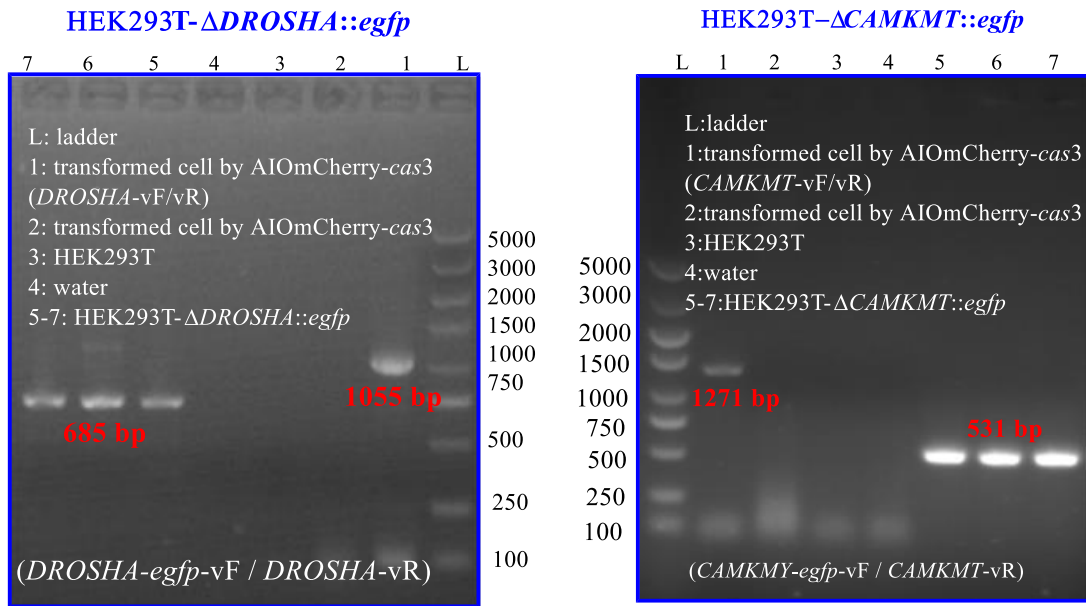 HEK293T-ΔDROSHA::egfp
7 6 5 4 3 2 1 L
L: ladder
1: transformed cell by AIOmCherry-cas3
(DROSHA-vF/vR)
2: transformed cell by AIOmCherry-cas3
3: HEK293T
4: water
5-7: HEK293T-ΔDROSHA::egfp
5000
3000
2000
1500
1000
750
500
250
100
1055 bp
685 bp
(DROSHA-egfp-vF / DROSHA-vR)
HEK293T–ΔCAMKMT::egfp
L 1 2 3 4 5 6 7
L:ladder
1:transformed cell by AIOmCherry-cas3
(CAMKMT-vF/vR)
2:transformed cell by AIOmCherry-cas3
3:HEK293T
4:water
5-7:HEK293T-ΔCAMKMT::egfp
5000
3000
2000
1500
1000
750
500
250
100
1271 bp
531 bp
(CAMKMY-egfp-vF / CAMKMT-vR)